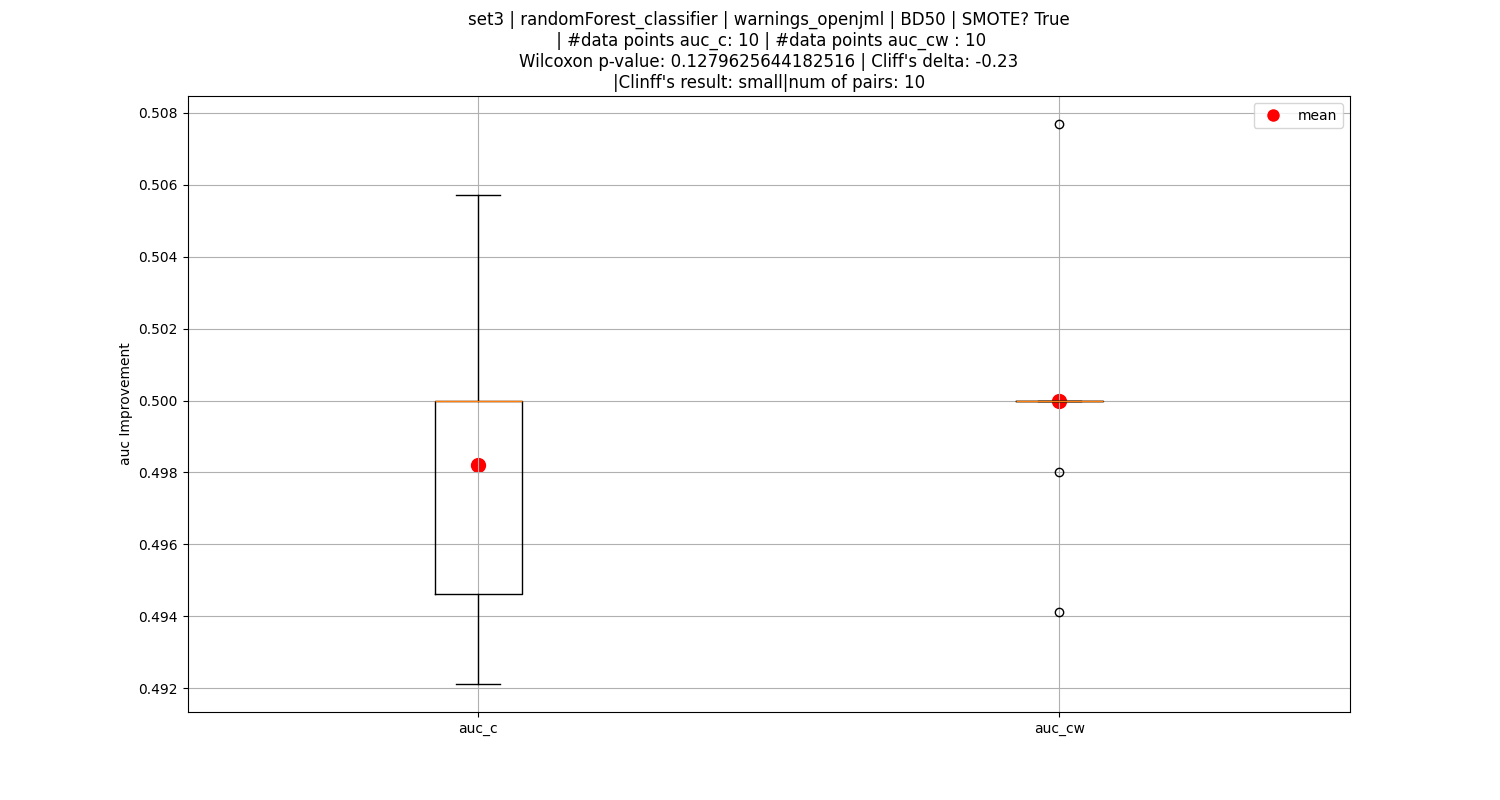 set3 | randomForest_classifier | warnings_openjml | BD50 | SMOTE? True
| #data points auc_c: 10 | #data points auc_cw : 10
Wilcoxon p-value: 0.1279625644182516 | Cliff's delta: -0.23
|Clinff's result: small|num of pairs: 10
0.508
mean
0.506
0.504
0.502
0.500
0.498
0.496
0.494
0.492
auc Improvement
auc_c
auc_cw